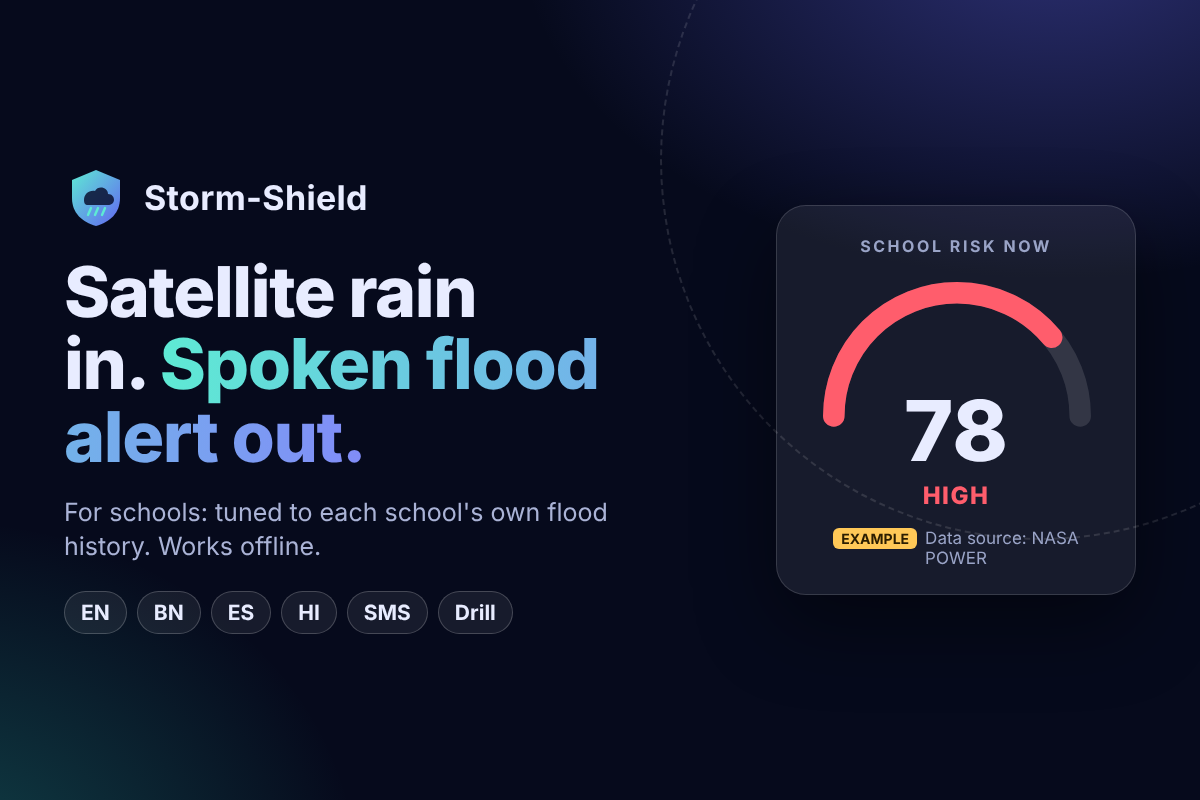 Storm-Shield
Satellite rain
in. Spoken flood
alert out.
For schools: tuned to each school's own flood
history. Works offline.
EN BN ES HI SMS Drill
SCHOOL RISK NOW
78
HIGH
EXAMPLE Data source: NASA
POWER